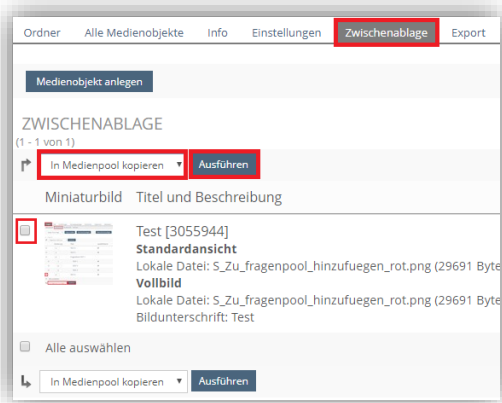 Ordner Alle Medienobjekte Info Einstellungen Zwischenablage Export
Medienobjekt anlegen
ZWISCHENABLAGE
(1 - 1 von 1)
In Medienpool kopieren Ausführen
Miniaturbild Titel und Beschreibung
Test [3055944]
Standardansicht
Lokale Datei: S_Zu_fragenpool_hinzufuegen_rot.png (29691 Byte
Vollbild
Lokale Datei: S_Zu_fragenpool_hinzufuegen_rot.png (29691 Byte
Bildunterschrift: Test
Alle auswählen
In Medienpool kopieren Ausführen